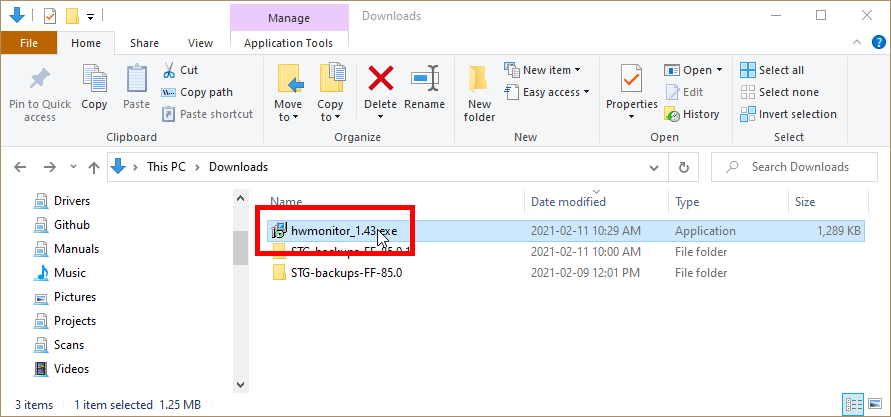 Manage
Downloads
File
Home
Share
View
Application Tools
Pin to Quick access
Copy
Paste
Cut
Copy path
Paste shortcut
Clipboard
Move to
Copy to
Delete
Rename
Organize
New folder
New item
Easy access
New
Properties
Open
Edit
History
Open
Select all
Select none
Invert selection
Select
This PC > Downloads
Search Downloads
Drivers
Github
Manuals
Music
Pictures
Projects
Scans
Videos
Name Date modified Type Size
hwmonitor_1.43.exe 2021-02-11 10:29 AM Application 1,289 KB
STG-backups-FF-85.0.1 2021-02-11 10:00 AM File folder
STG-backups-FF-85.0 2021-02-09 12:01 PM File folder
3 items 1 item selected 1.25 MB